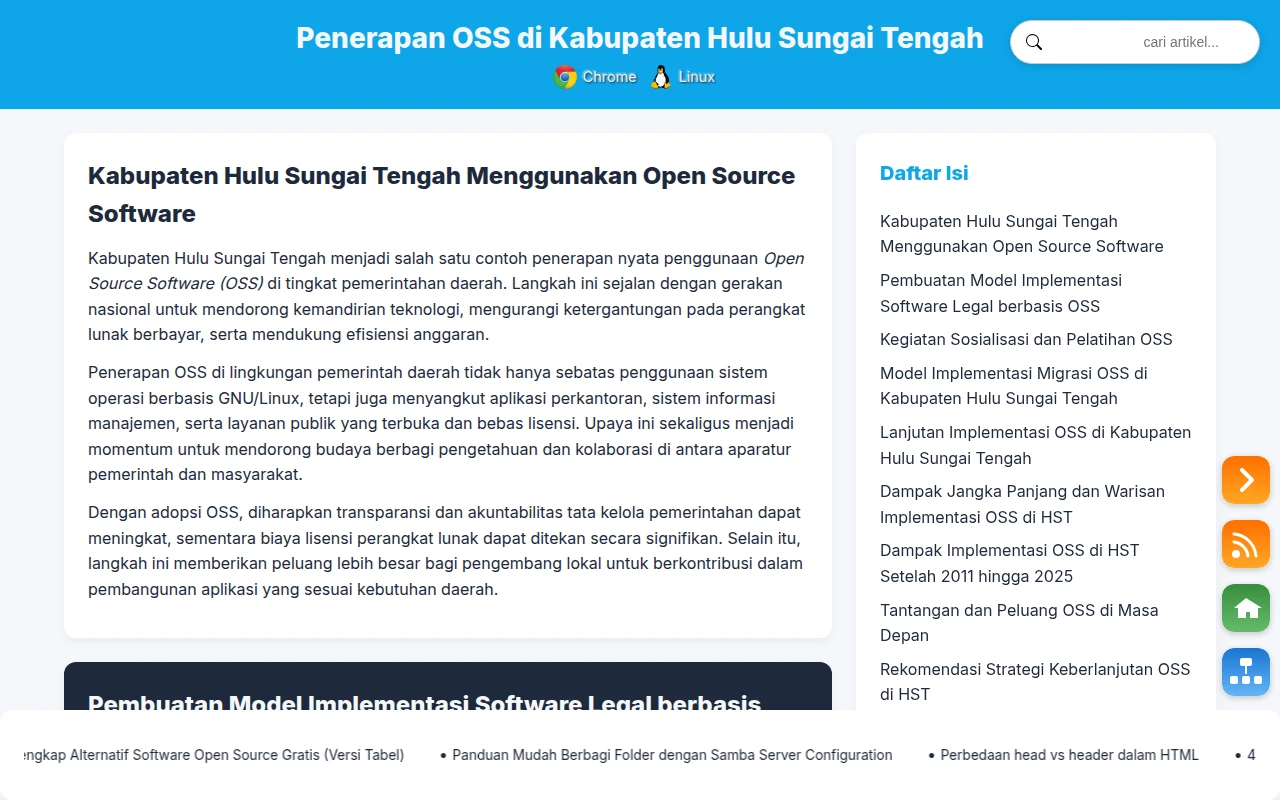 Penerapan OSS di Kabupaten Hulu Sungai Tengah
cari artikel...
Chrome Linux
Kabupaten Hulu Sungai Tengah Menggunakan Open Source
Software
Kabupaten Hulu Sungai Tengah menjadi salah satu contoh penerapan nyata penggunaan Open
Source Software (OSS) di tingkat pemerintahan daerah. Langkah ini sejalan dengan gerakan
nasional untuk mendorong kemandirian teknologi, mengurangi ketergantungan pada perangkat
lunak berbayar, serta mendukung efisiensi anggaran.
Penerapan OSS di lingkungan pemerintah daerah tidak hanya sebatas penggunaan sistem
operasi berbasis GNU/Linux, tetapi juga menyangkut aplikasi perkantoran, sistem informasi
manajemen, serta layanan publik yang terbuka dan bebas lisensi. Upaya ini sekaligus menjadi
momentum untuk mendorong budaya berbagi pengetahuan dan kolaborasi di antara aparatur
pemerintah dan masyarakat.
Dengan adopsi OSS, diharapkan transparansi dan akuntabilitas tata kelola pemerintahan dapat
meningkat, sementara biaya lisensi perangkat lunak dapat ditekan secara signifikan. Selain itu,
langkah ini memberikan peluang lebih besar bagi pengembang lokal untuk berkontribusi dalam
pembangunan aplikasi yang sesuai kebutuhan daerah.
Pembuatan Model Implementasi Software Legal berbasis
Daftar Isi
Kabupaten Hulu Sungai Tengah
Menggunakan Open Source Software
Pembuatan Model Implementasi
Software Legal berbasis OSS
Kegiatan Sosialisasi dan Pelatihan OSS
Model Implementasi Migrasi OSS di
Kabupaten Hulu Sungai Tengah
Lanjutan Implementasi OSS di Kabupaten
Hulu Sungai Tengah
Dampak Jangka Panjang dan Warisan
Implementasi OSS di HST
Dampak Implementasi OSS di HST
Setelah 2011 hingga 2025
Tantangan dan Peluang OSS di Masa
Depan
Rekomendasi Strategi Keberlanjutan OSS
di HST
engkap Alternatif Software Open Source Gratis (Versi Tabel) • Panduan Mudah Berbagi Folder dengan Samba Server Configuration • Perbedaan head vs header dalam HTML • 4